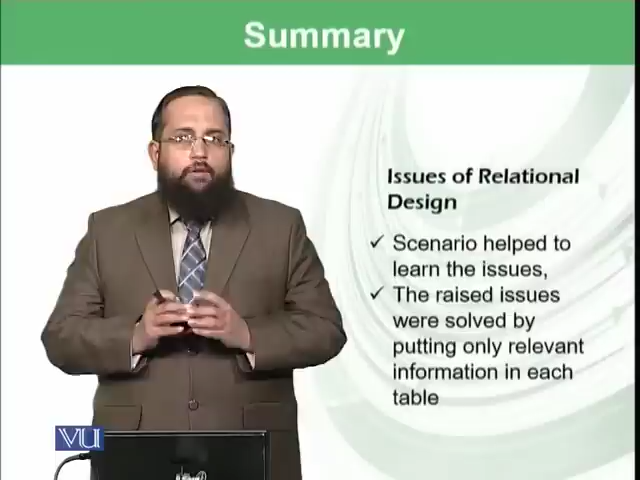 Summary
Issues of Relational
Design
✓ Scenario helped to
learn the issues,
✓ The raised issues
were solved by
putting only relevant
information in each
table
VU